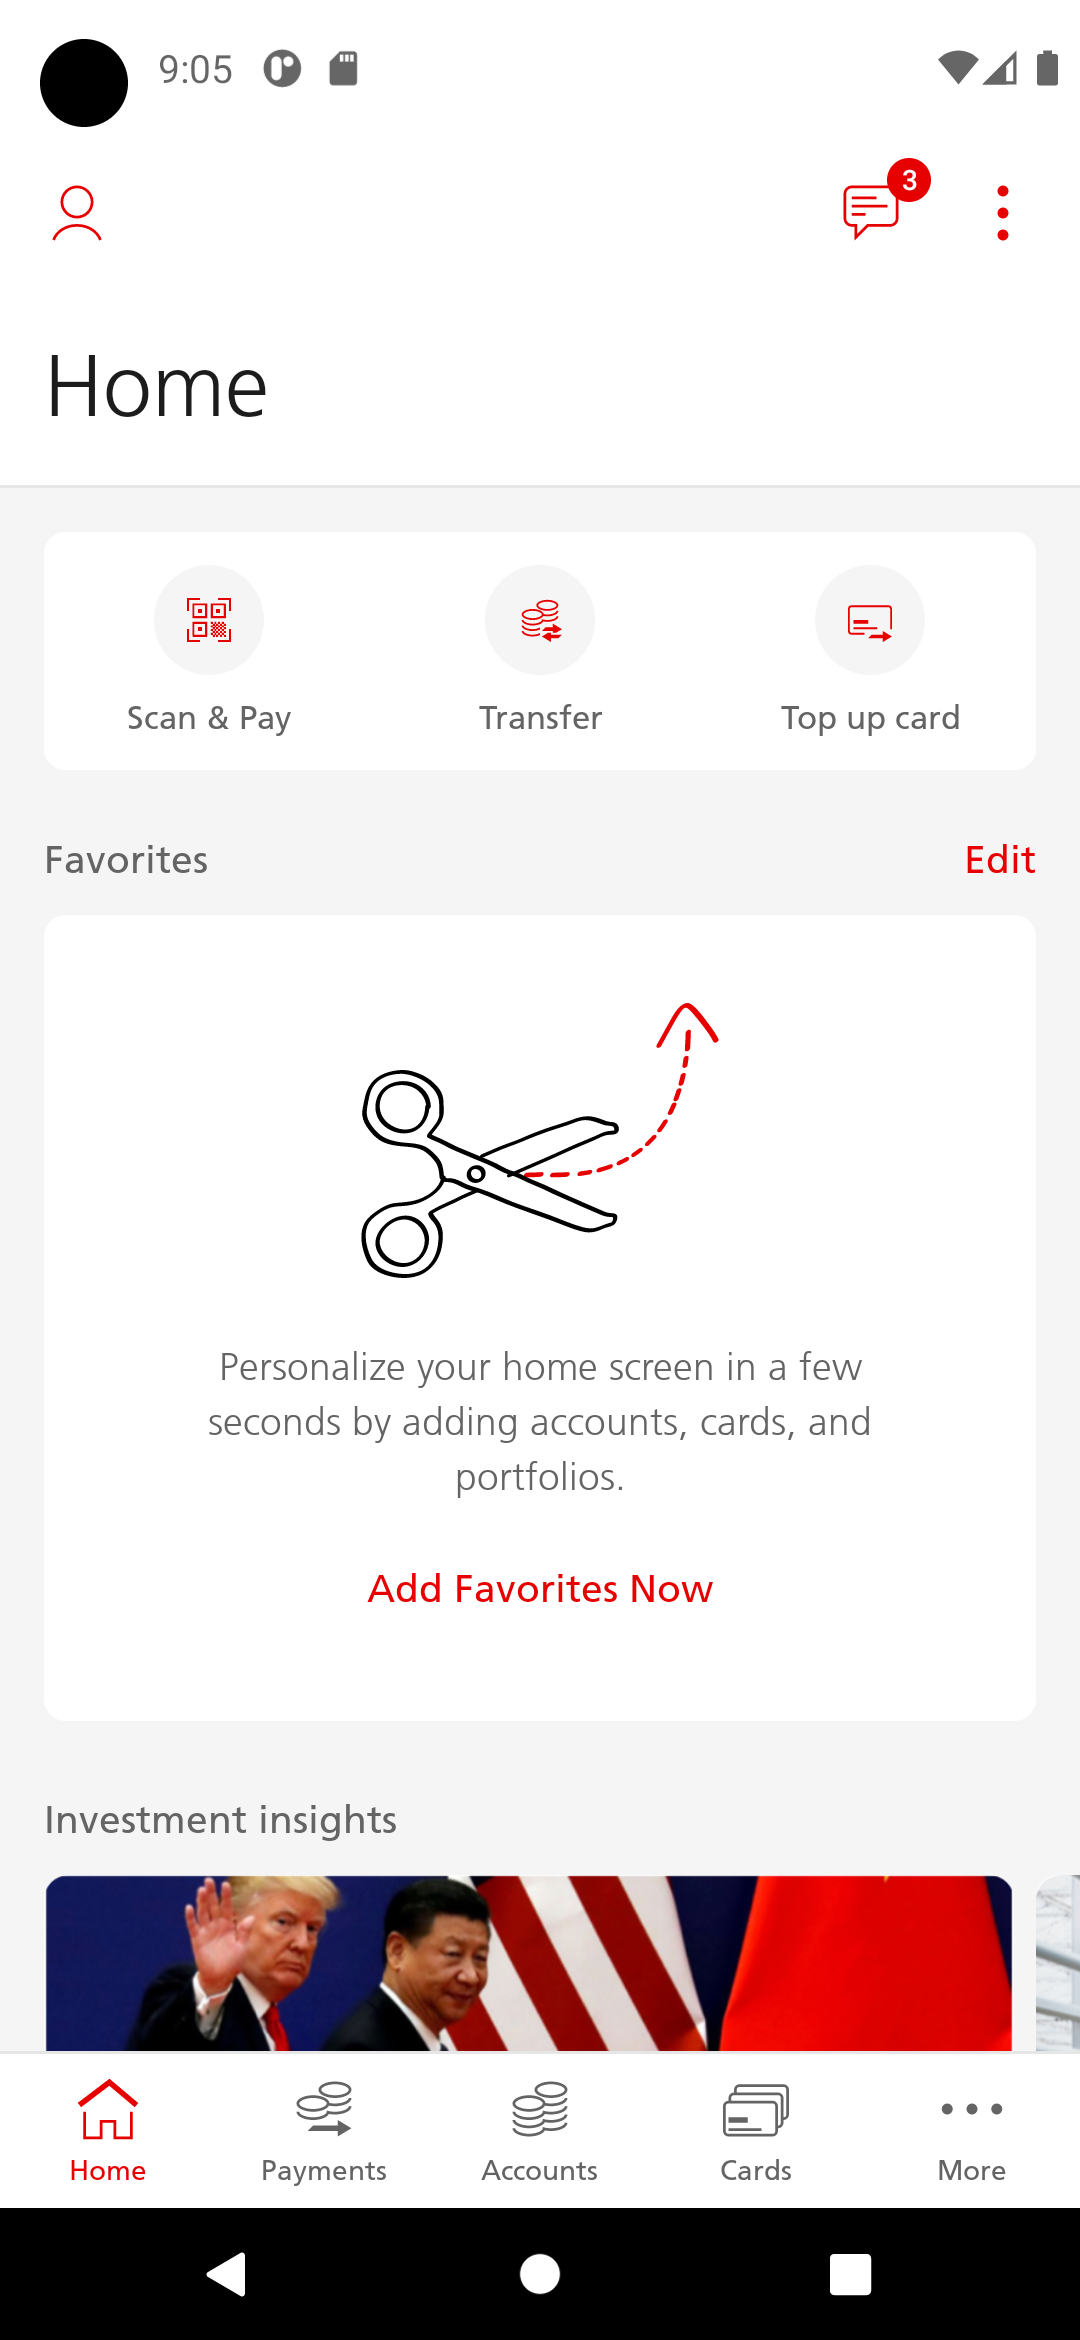 9:05
3
Home
Scan & Pay
Transfer
Top up card
Favorites
Edit
Personalize your home screen in a few
seconds by adding accounts, cards, and
portfolios.
Add Favorites Now
Investment insights
Home
Payments
Accounts
Cards
More